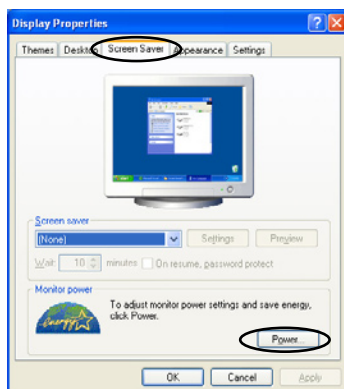 Display Properties
Themes Desktop Screen Saver Appearance Settings
Screen saver
(None) Settings Preview
Wait: 10 minutes On resume, password protect
Monitor power
To adjust monitor power settings and save energy,
click Power.
energy
Power...
OK Cancel Apply